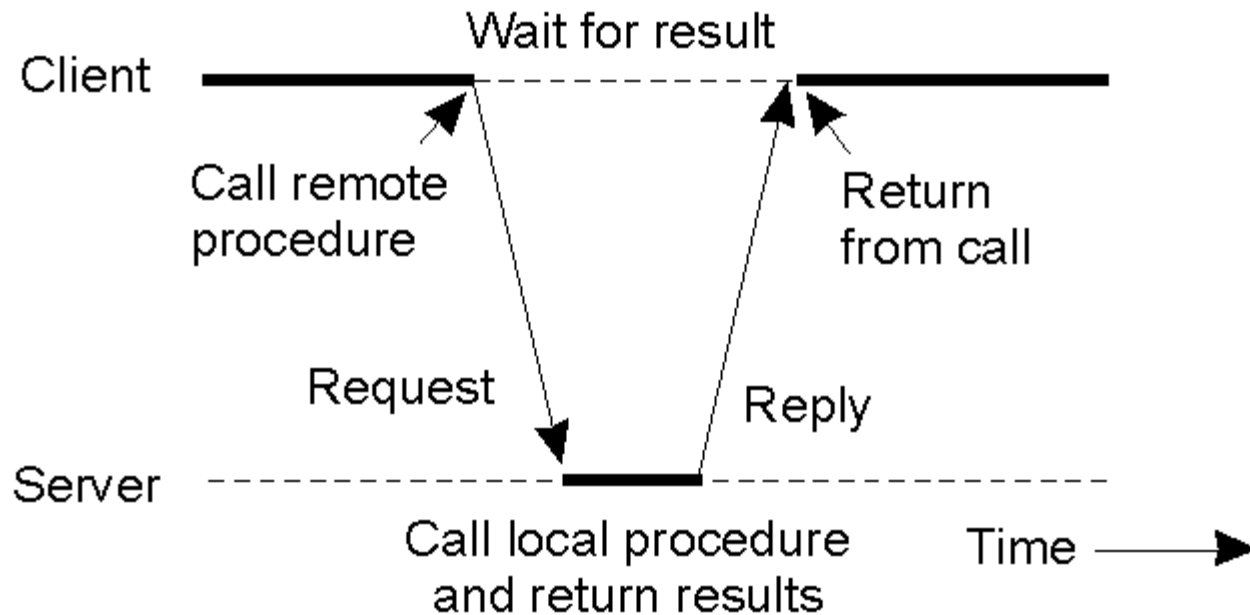 Wait for result
Client
Call remote
procedure
Return
from call
Request
Reply
Server
Call local procedure
and return results
Time